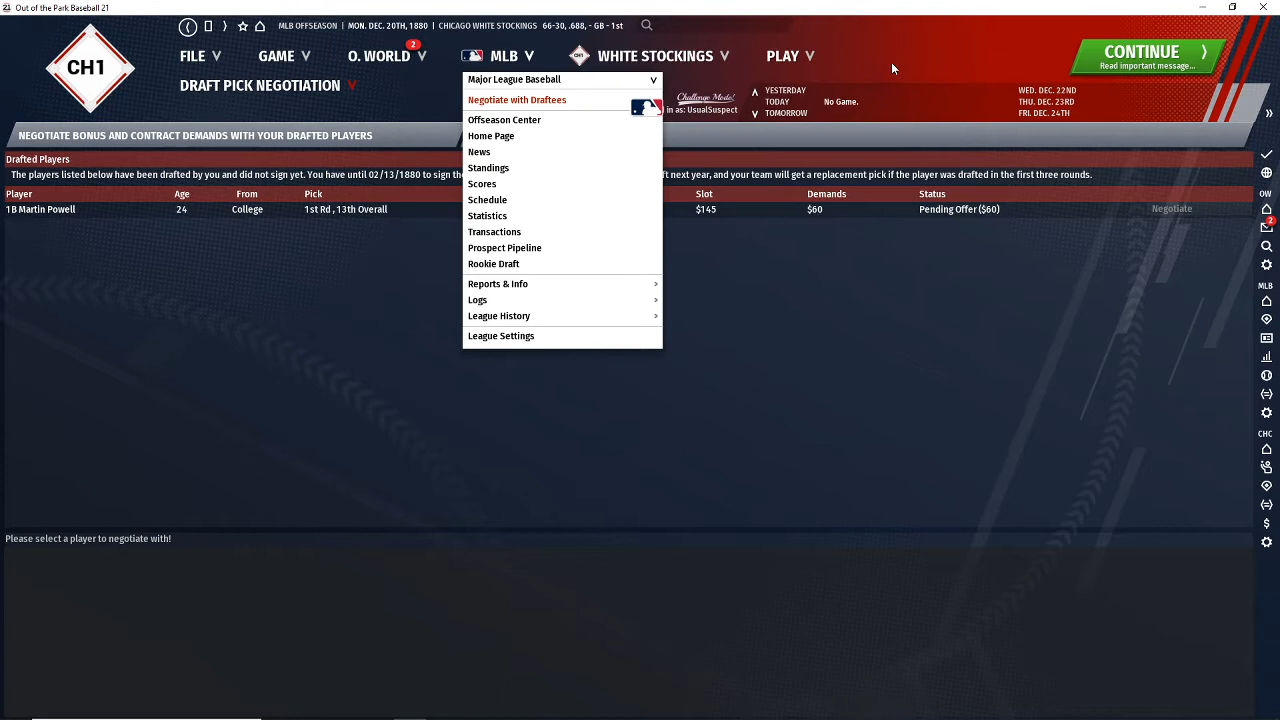 21 Out of the Park Baseball 21
MLB OFFSEASON | MON. DEC. 20TH, 1880 | CHICAGO WHITE STOCKINGS 66-30, .688, - GB - 1st
CH1
FILE GAME O. WORLD 2 MLB CH1 WHITE STOCKINGS PLAY
CONTINUE
Read important message...
DRAFT PICK NEGOTIATION
Major League Baseball
Negotiate with Draftees
Offseason Center
Home Page
News
Standings
Scores
Schedule
Statistics
Transactions
Prospect Pipeline
Rookie Draft
Reports & Info
Logs
League History
League Settings
Challenge Mode!
in as: UsualSuspect
YESTERDAY
TODAY No Game.
TOMORROW
WED. DEC. 22ND
THU. DEC. 23RD
FRI. DEC. 24TH
NEGOTIATE BONUS AND CONTRACT DEMANDS WITH YOUR DRAFTED PLAYERS
Drafted Players
The players listed below have been drafted by you and did not sign yet. You have until 02/13/1880 to sign the ft next year, and your team will get a replacement pick if the player was drafted in the first three rounds.
Player Age From Pick Slot Demands Status
1B Martin Powell 24 College 1st Rd , 13th Overall $145 $60 Pending Offer ($60) Negotiate
Please select a player to negotiate with!
OW
2
MLB
CHC
$